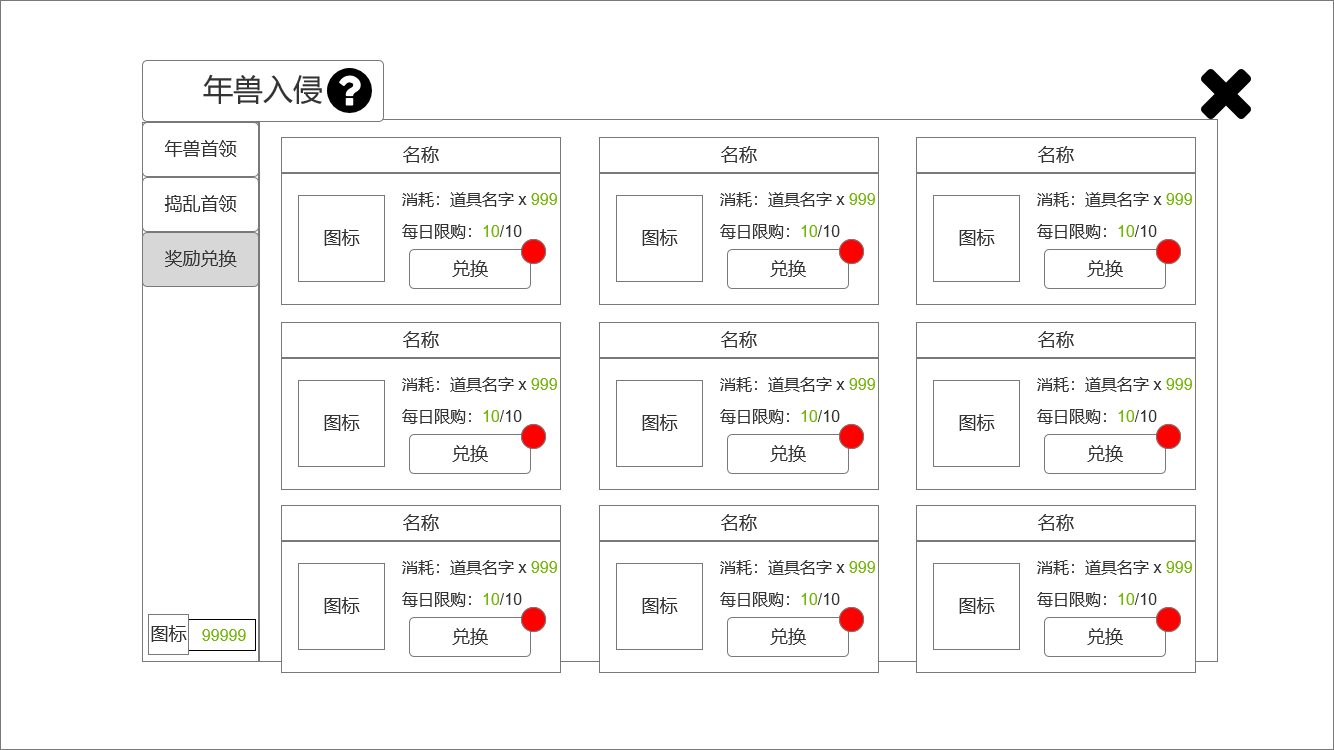 年兽入侵
年兽首领
捣乱首领
奖励兑换
名称
图标
消耗：道具名字 x 999
每日限购：10/10
兑换
名称
图标
消耗：道具名字 x 999
每日限购：10/10
兑换
名称
图标
消耗：道具名字 x 999
每日限购：10/10
兑换
名称
图标
消耗：道具名字 x 999
每日限购：10/10
兑换
名称
图标
消耗：道具名字 x 999
每日限购：10/10
兑换
名称
图标
消耗：道具名字 x 999
每日限购：10/10
兑换
名称
图标
消耗：道具名字 x 999
每日限购：10/10
兑换
名称
图标
消耗：道具名字 x 999
每日限购：10/10
兑换
名称
图标
消耗：道具名字 x 999
每日限购：10/10
兑换
图标 99999